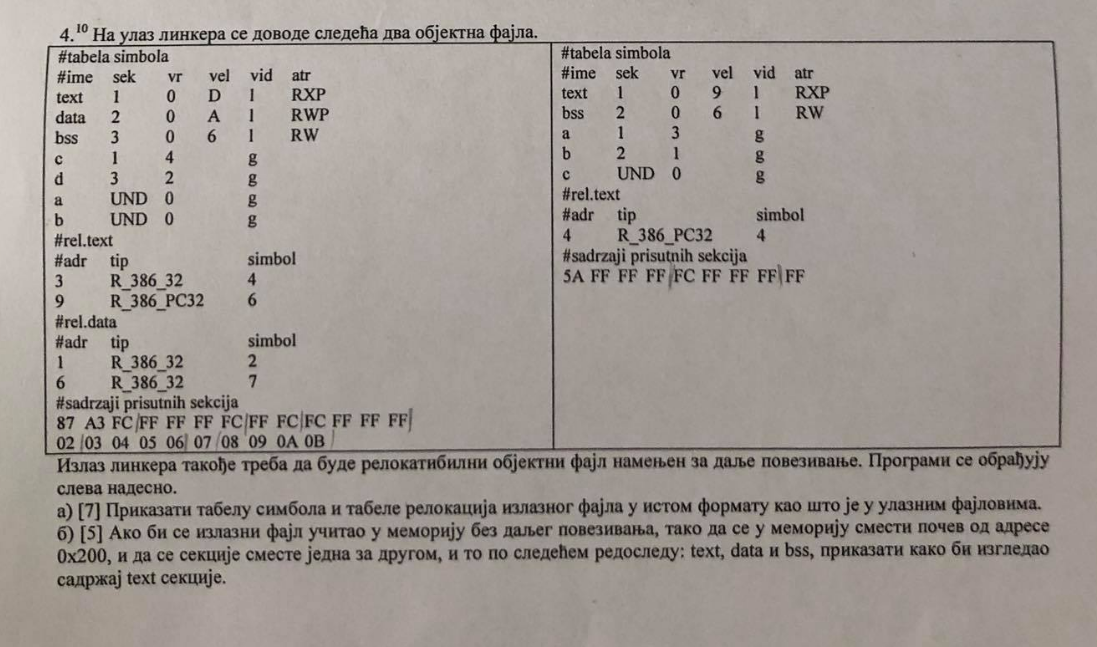 4.10 На улаз линкера се доводе следећа два објектна фајла.
#tabela simbola
#ime sek vr vel vid atr
text 1 0 D l RXP
data 2 0 A l RWP
bss 3 0 6 l RW
c 1 4 g
d 3 2 g
a UND 0 g
b UND 0 g
#rel.text
#adr tip simbol
3 R_386_32 4
9 R_386_PC32 6
#rel.data
#adr tip simbol
1 R_386_32 2
6 R_386_32 7
#sadrzaji prisutnih sekcija
87 A3 FC FF FF FF FC FF FC FC FF FF FF
02 03 04 05 06 07 08 09 0A 0B
#tabela simbola
#ime sek vr vel vid atr
text 1 0 9 l RXP
bss 2 0 6 l RW
a 1 3 g
b 2 1 g
c UND 0 g
#rel.text
#adr tip simbol
4 R_386_PC32 4
#sadrzaji prisutnih sekcija
5A FF FF FF FC FF FF FF FF
Излаз линкера такође треба да буде релокатибилни објектни фајл намењен за даље повезивање. Програми се обрађују
слева надесно.
а) [7] Приказати табелу симбола и табеле релокација излазног фајла у истом формату као што је у улазним фајловима.
б) [5] Ако би се излазни фајл учитао у меморију без даљег повезивања, тако да се у меморију смести почев од адресе
0x200, и да се секције сместе једна за другом, и то по следећем редоследу: text, data и bss, приказати како би изгледао
садржај text секције.